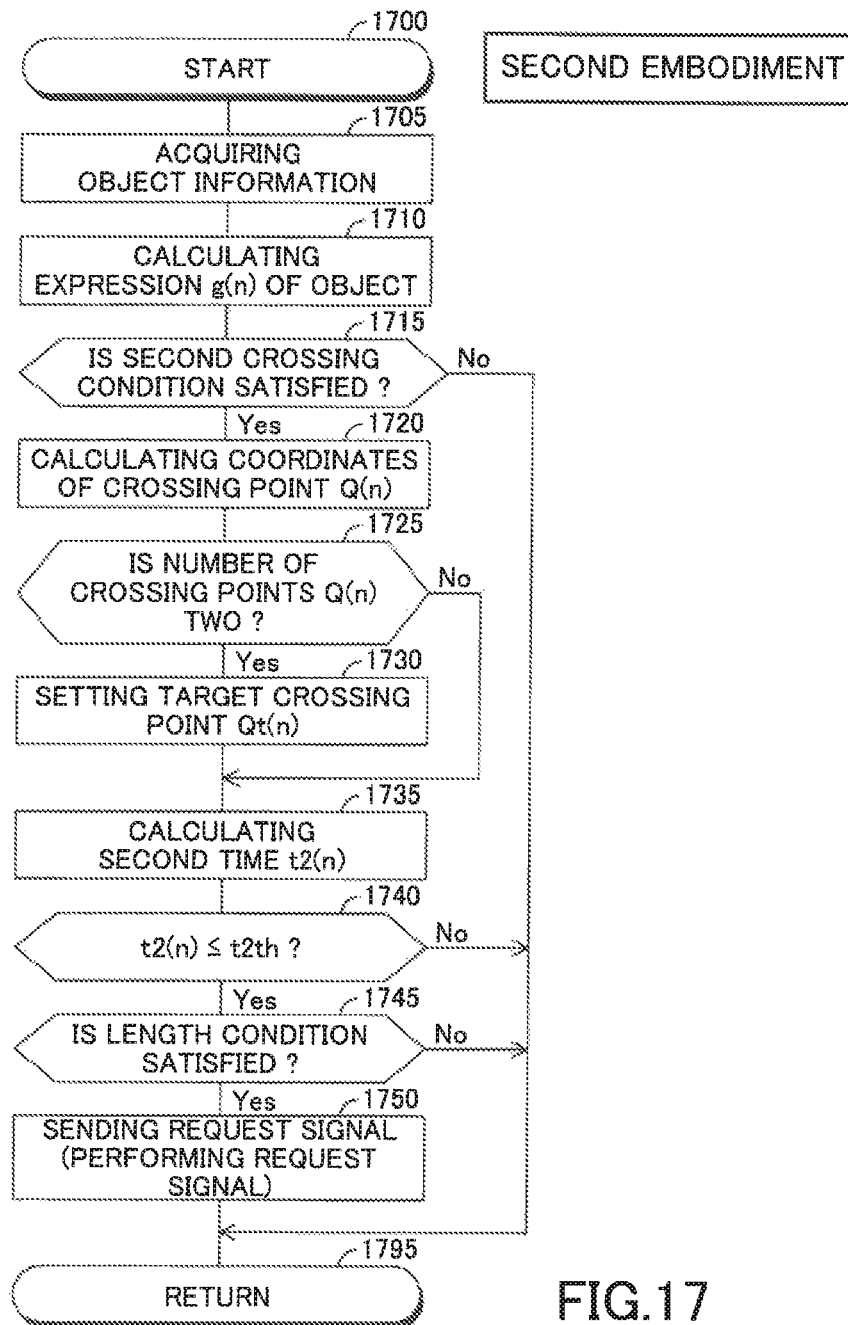 1700
START
SECOND EMBODIMENT
1705
ACQUIRING
OBJECT INFORMATION
1710
CALCULATING
EXPRESSION g(n) OF OBJECT
1715
IS SECOND CROSSING
CONDITION SATISFIED ?
No
Yes
1720
CALCULATING COORDINATES
OF CROSSING POINT Q(n)
1725
IS NUMBER OF
CROSSING POINTS Q(n)
TWO ?
No
Yes
1730
SETTING TARGET CROSSING
POINT Qt(n)
1735
CALCULATING
SECOND TIME t2(n)
1740
t2(n) ≤ t2th ?
No
Yes
1745
IS LENGTH CONDITION
SATISFIED ?
No
Yes
1750
SENDING REQUEST SIGNAL
(PERFORMING REQUEST
SIGNAL)
1795
RETURN
FIG.17